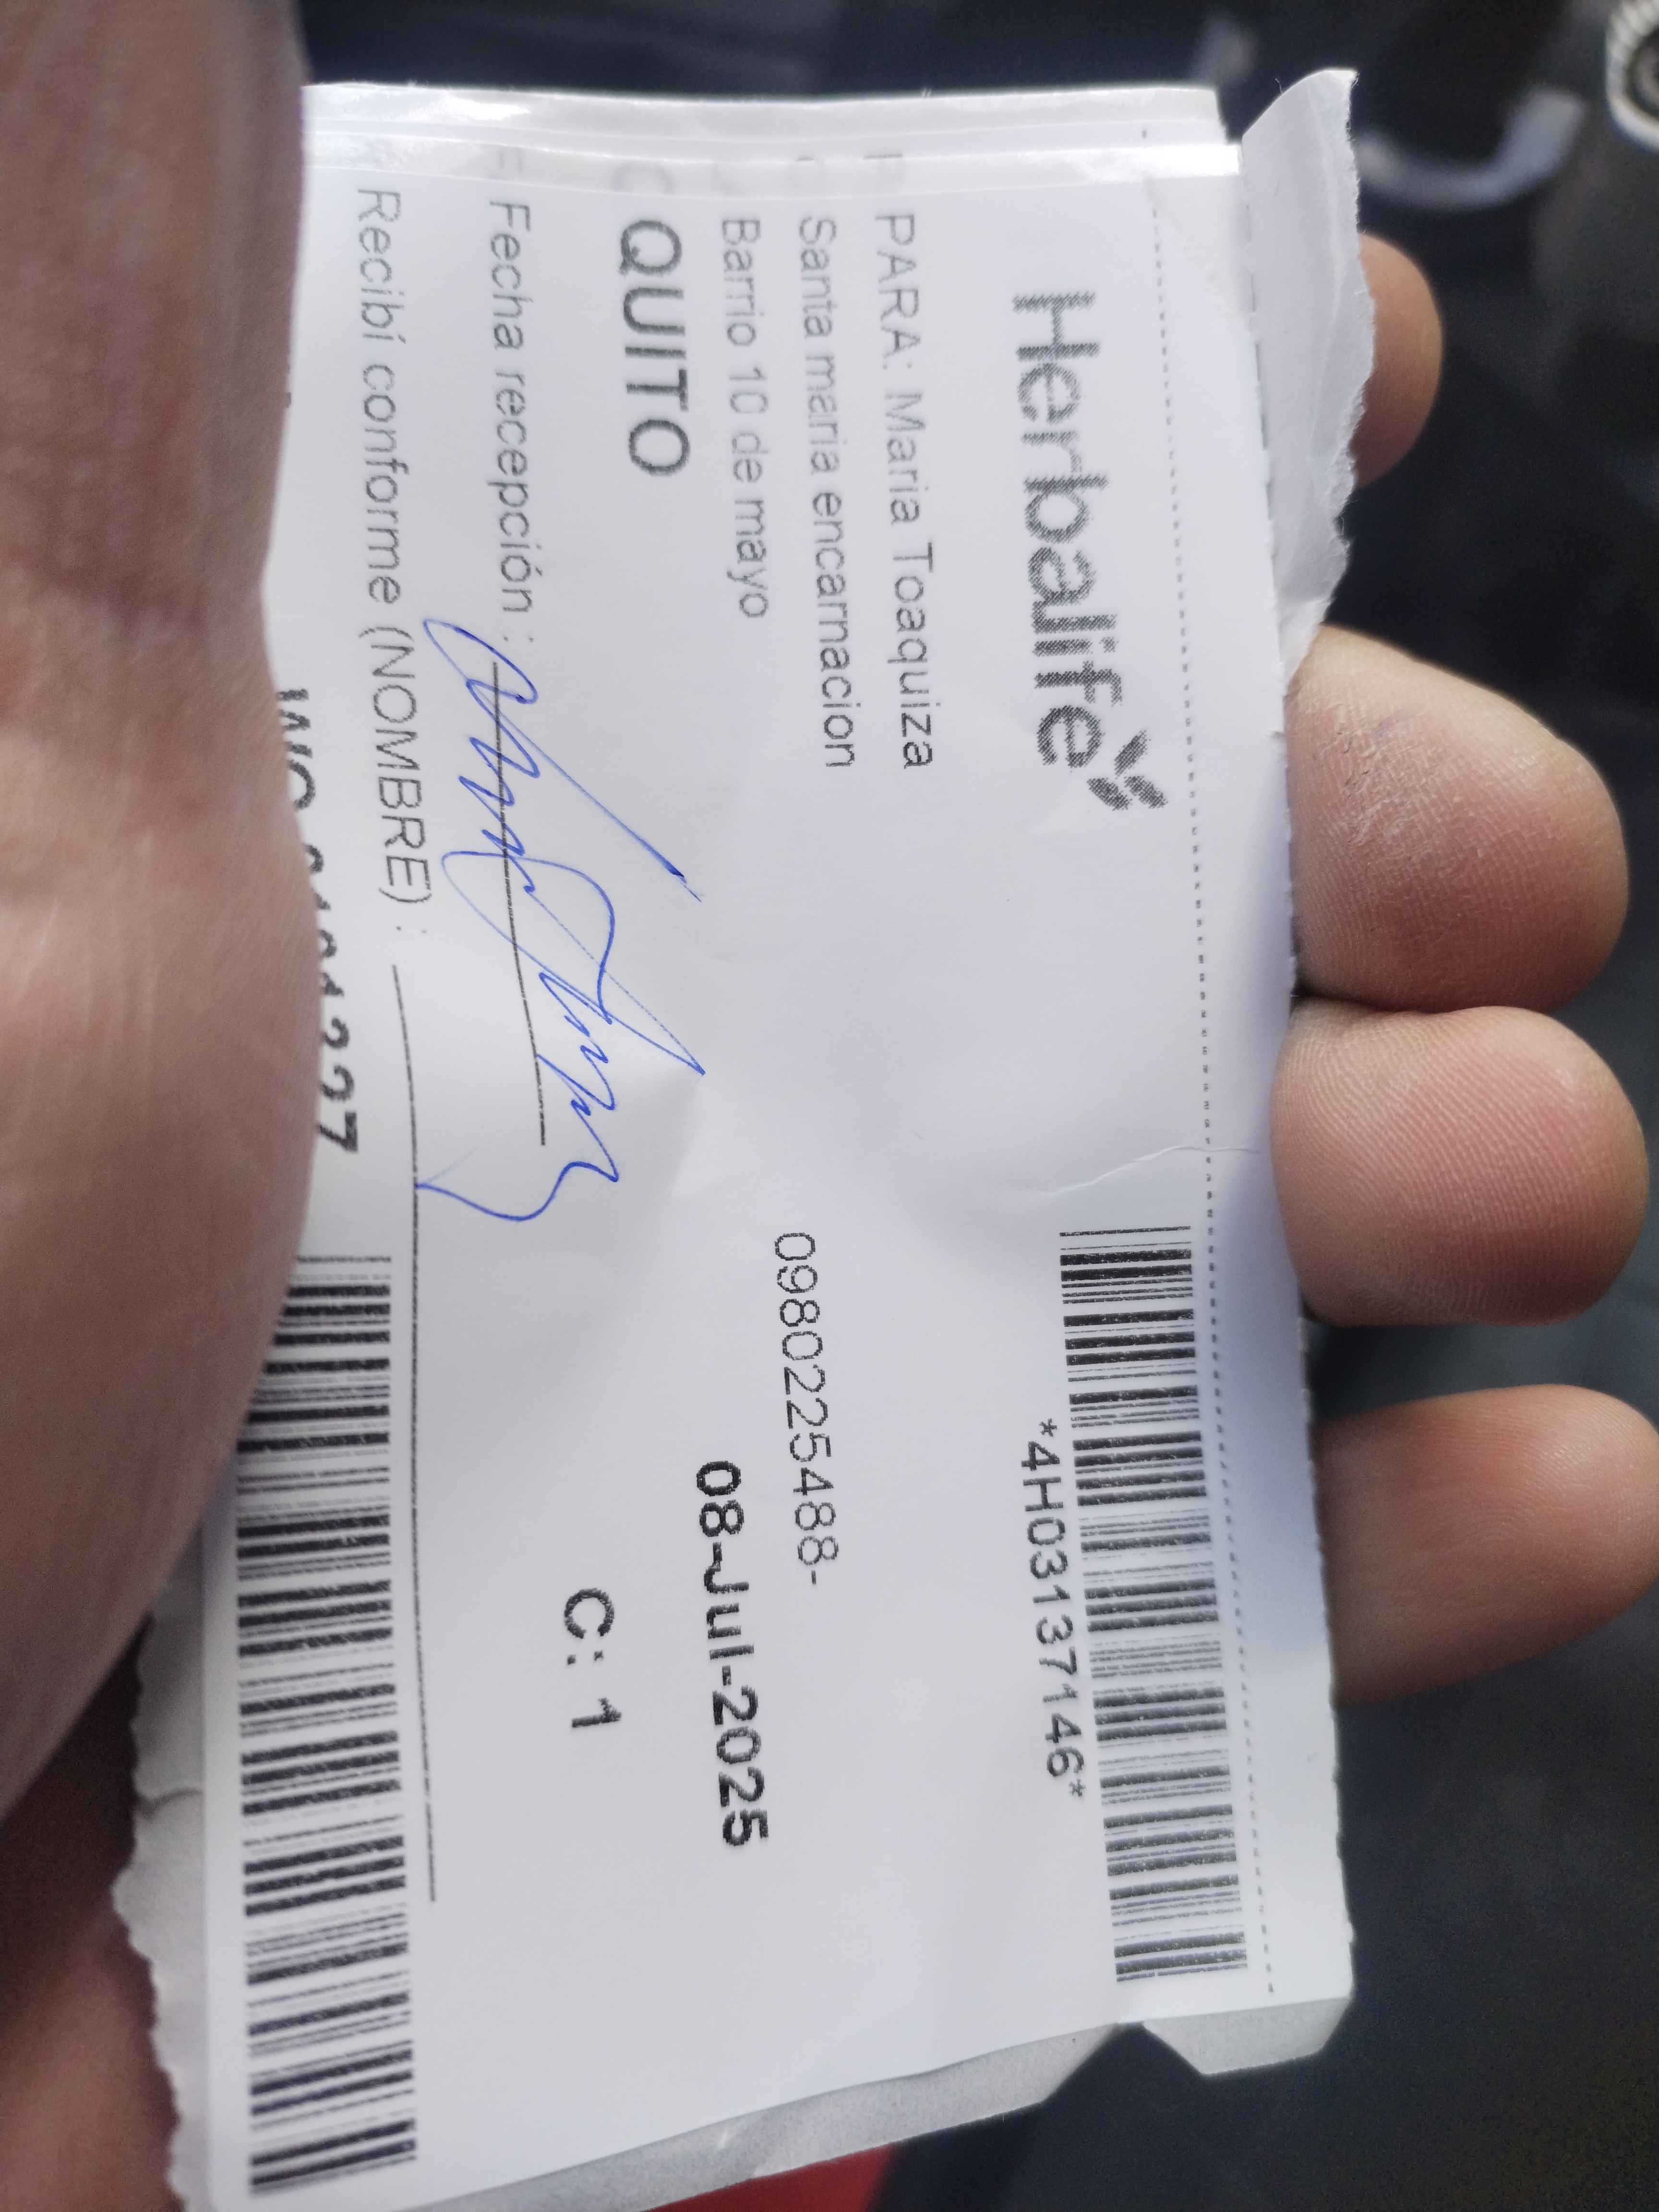 Herbalife
*4H03137146*
PARA: Maria Toaquiza
Santa maria encarnacion
0980225488-
Barrio 10 de mayo
08-Jul-2025
QUITO
C: 1
Fecha recepción :
Recibí conforme (NOMBRE) :